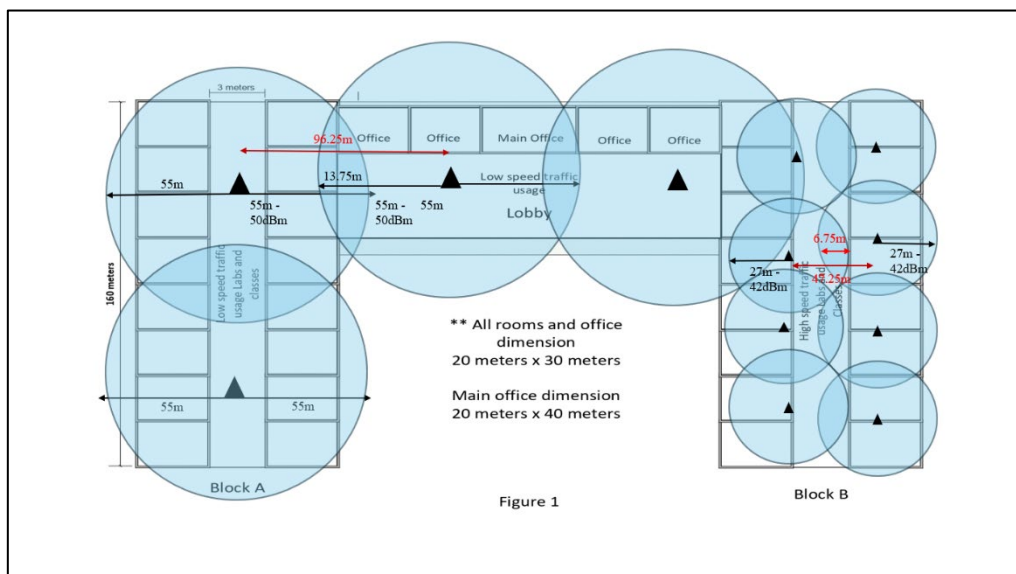 3 meters
96.25m
Office
Office
Main Office
Office
Office
55m
13.75m
Low speed traffic
usage
Lobby
55m -
50dBm
55m -
50dBm
55m
160 meters
Low speed traffic
usage Labs and
classes
6.75m
27m -
42dBm
27m -
42dBm
47.25m
High speed traffic
usage Labs and
Classes
** All rooms and office
dimension
20 meters x 30 meters
Main office dimension
20 meters x 40 meters
55m
55m
Block A
Figure 1
Block B